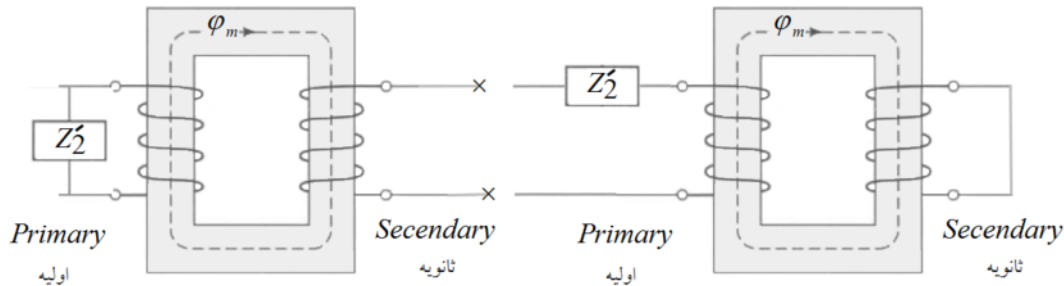 φm
Z2́
Primary
اولیه
Secendary
ثانویه
φm
Z2́
Primary
اولیه
Secendary
ثانویه